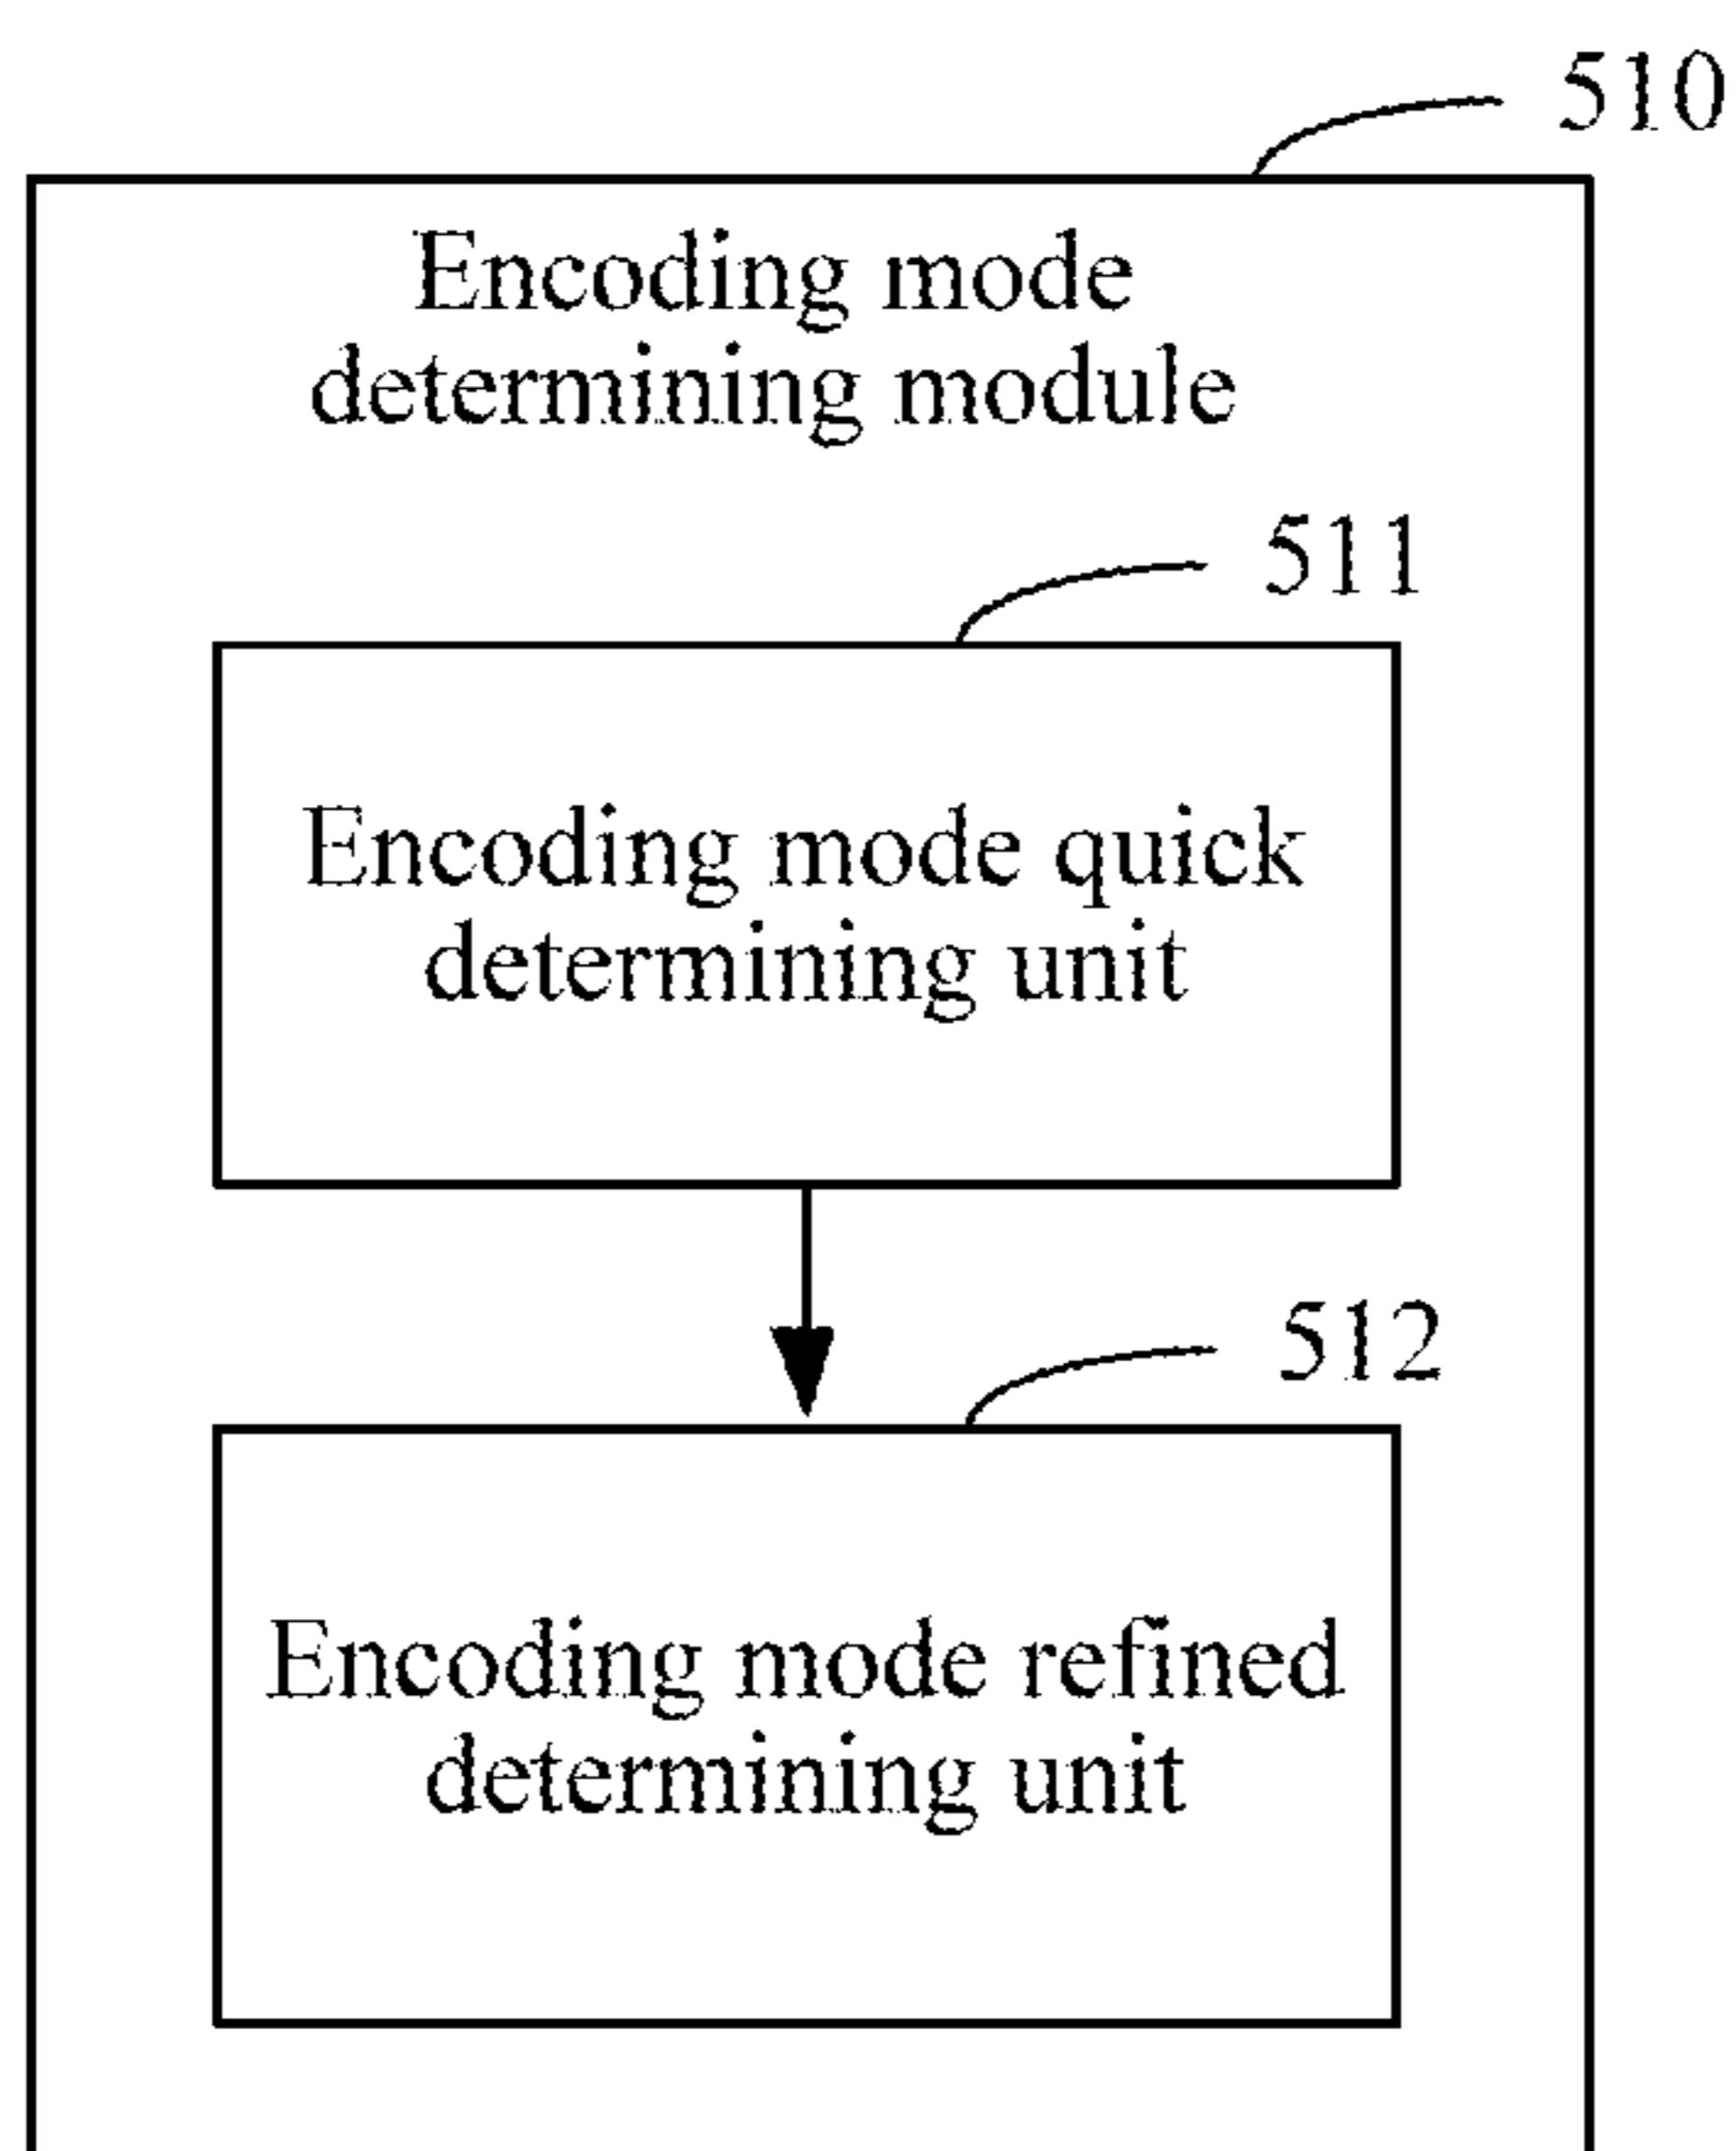 510
Encoding mode
determining module
511
Encoding mode quick
determining unit
512
Encoding mode refined
determining unit